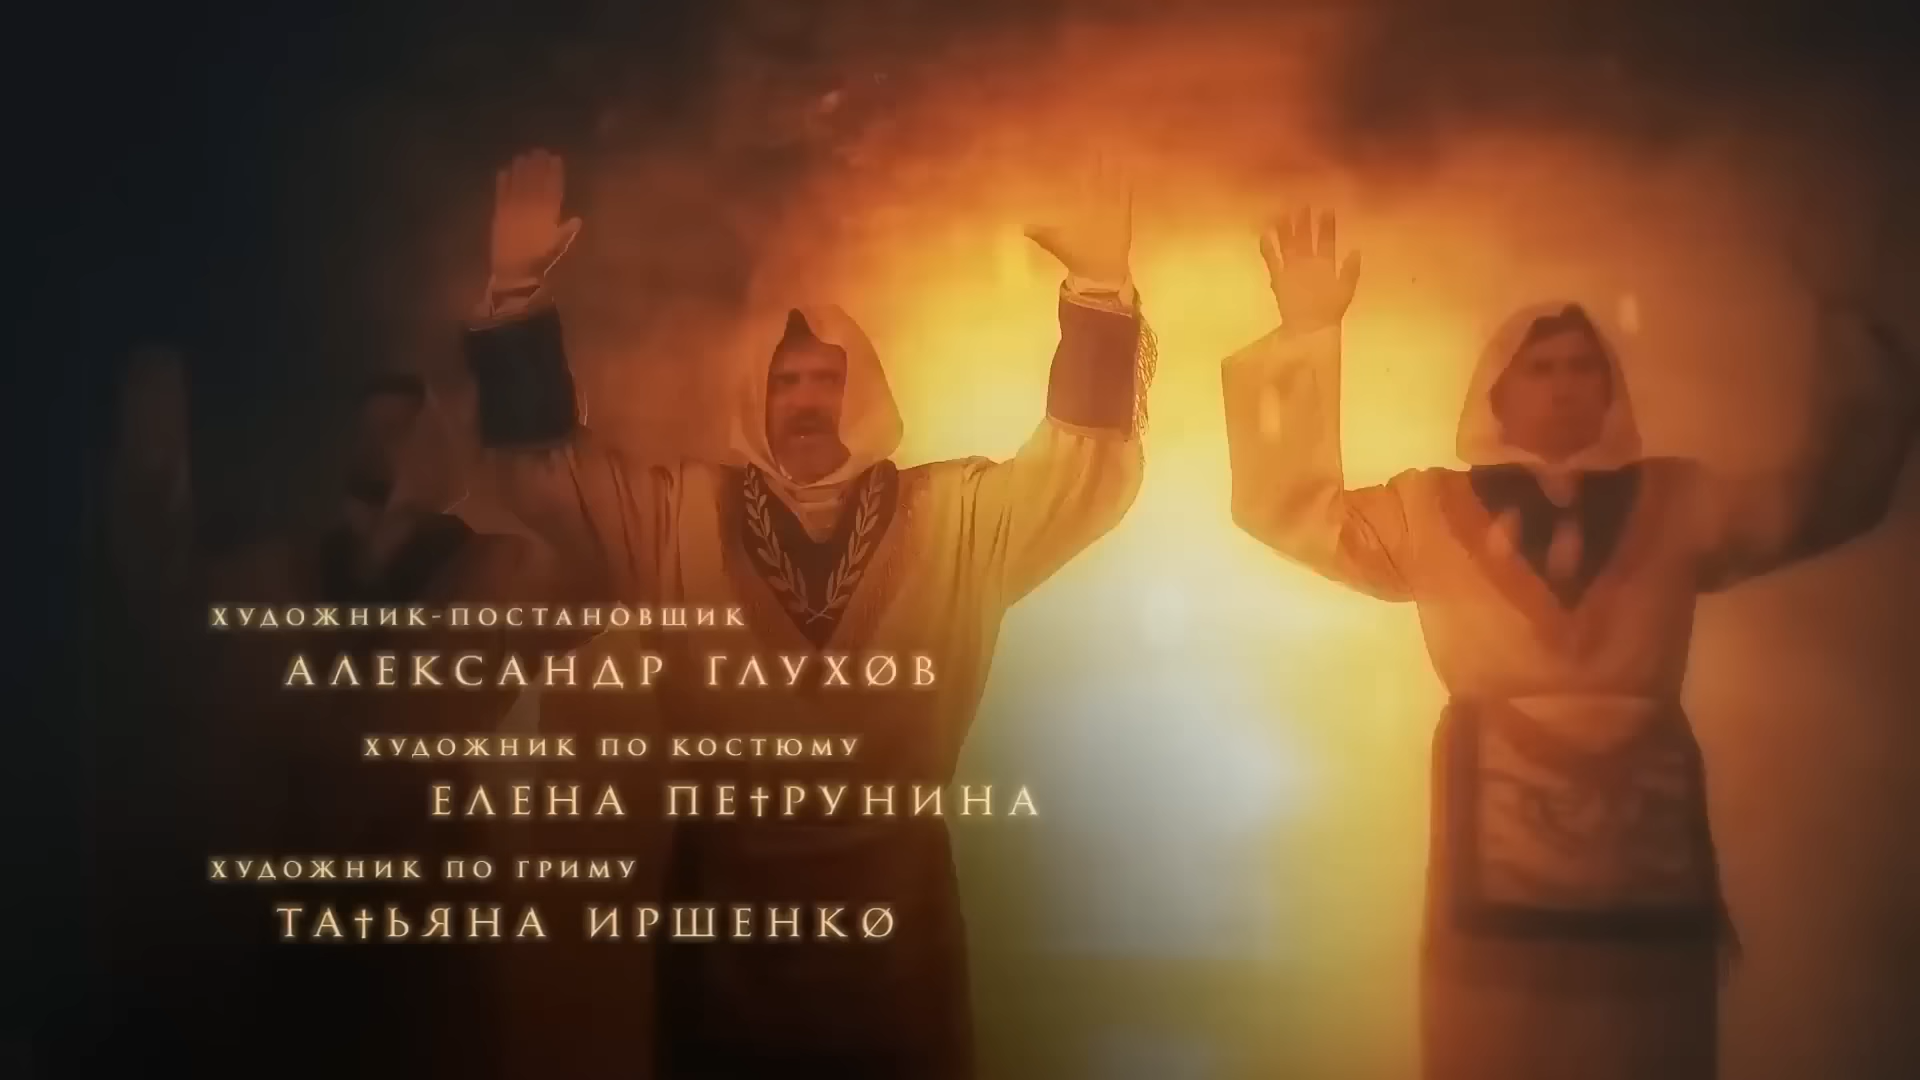 ХУДОЖНИК-ПОСТАНОВЩИК
АЛЕКСАНДР ГЛУХØВ
ХУДОЖНИК ПО КОСТЮМУ
ЕЛЕНА ПЕ†РУНИНА
ХУДОЖНИК ПО ГРИМУ
ТА†ЬЯНА ИРШЕНКØ